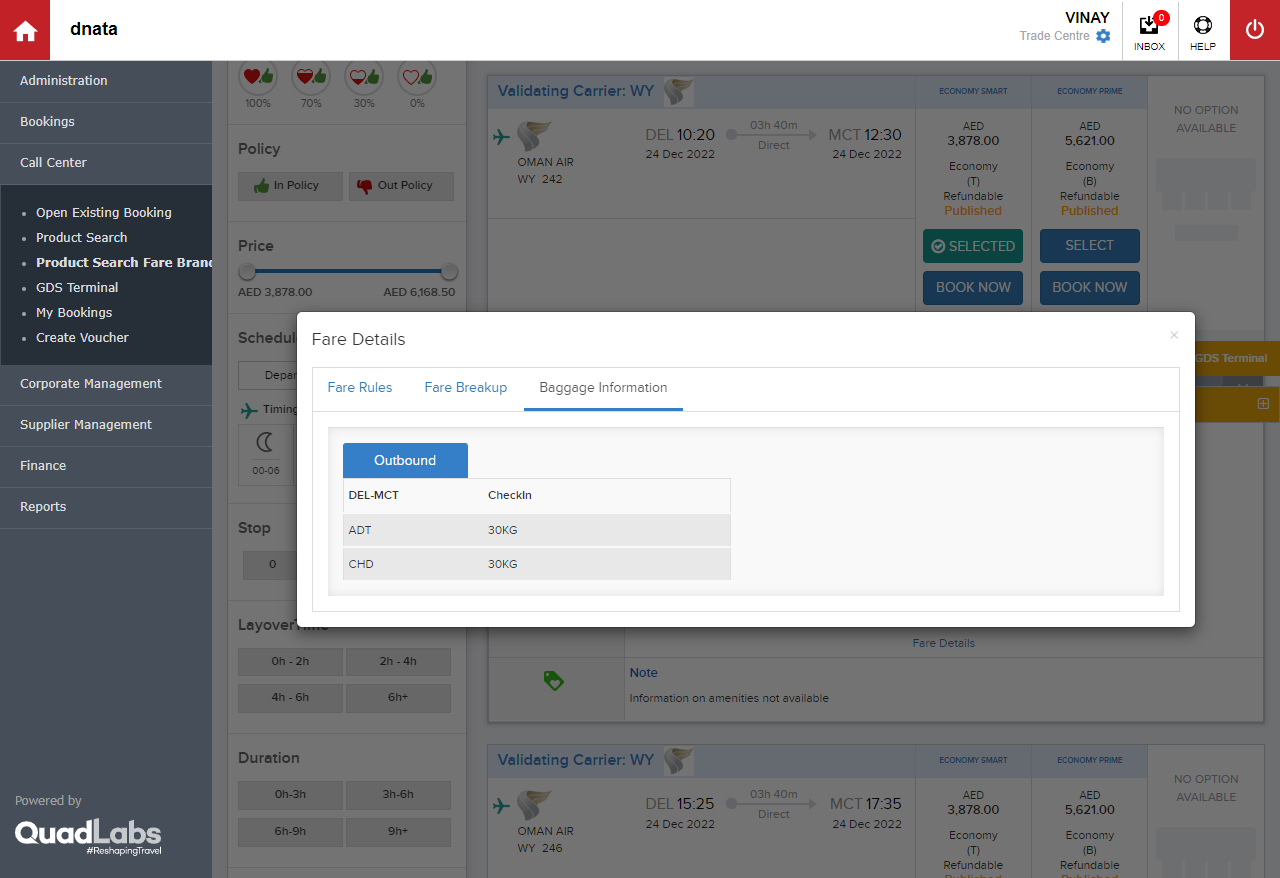 dnata
VINAY
Trade Centre
0
INBOX
HELP
Administration
Bookings
Call Center
Open Existing Booking
Product Search
Product Search Fare Brand
GDS Terminal
My Bookings
Create Voucher
Corporate Management
Supplier Management
Finance
Reports
Powered by
QuadLabs
#ReshapingTravel
100% 70% 30% 0%
Policy
In Policy Out Policy
Price
AED 3,878.00 AED 6,168.50
Schedul
Depar
Timing
00-06
Stop
0
LayoverTime
0h - 2h 2h - 4h
4h - 6h 6h+
Duration
0h-3h 3h-6h
6h-9h 9h+
Validating Carrier: WY
ECONOMY SMART ECONOMY PRIME
NO OPTION
AVAILABLE
OMAN AIR
WY 242
DEL 10:20
24 Dec 2022
03h 40m
Direct
MCT 12:30
24 Dec 2022
AED
3,878.00
Economy
(T)
Refundable
Published
SELECTED
BOOK NOW
AED
5,621.00
Economy
(B)
Refundable
Published
SELECT
BOOK NOW
GDS Terminal
Fare Details
×
Fare Rules Fare Breakup Baggage Information
Outbound
DEL-MCT CheckIn
ADT 30KG
CHD 30KG
Fare Details
Note
Information on amenities not available
Validating Carrier: WY
ECONOMY SMART ECONOMY PRIME
NO OPTION
AVAILABLE
OMAN AIR
WY 246
DEL 15:25
24 Dec 2022
03h 40m
Direct
MCT 17:35
24 Dec 2022
AED
3,878.00
Economy
(T)
Refundable
Published
AED
5,621.00
Economy
(B)
Refundable
Published